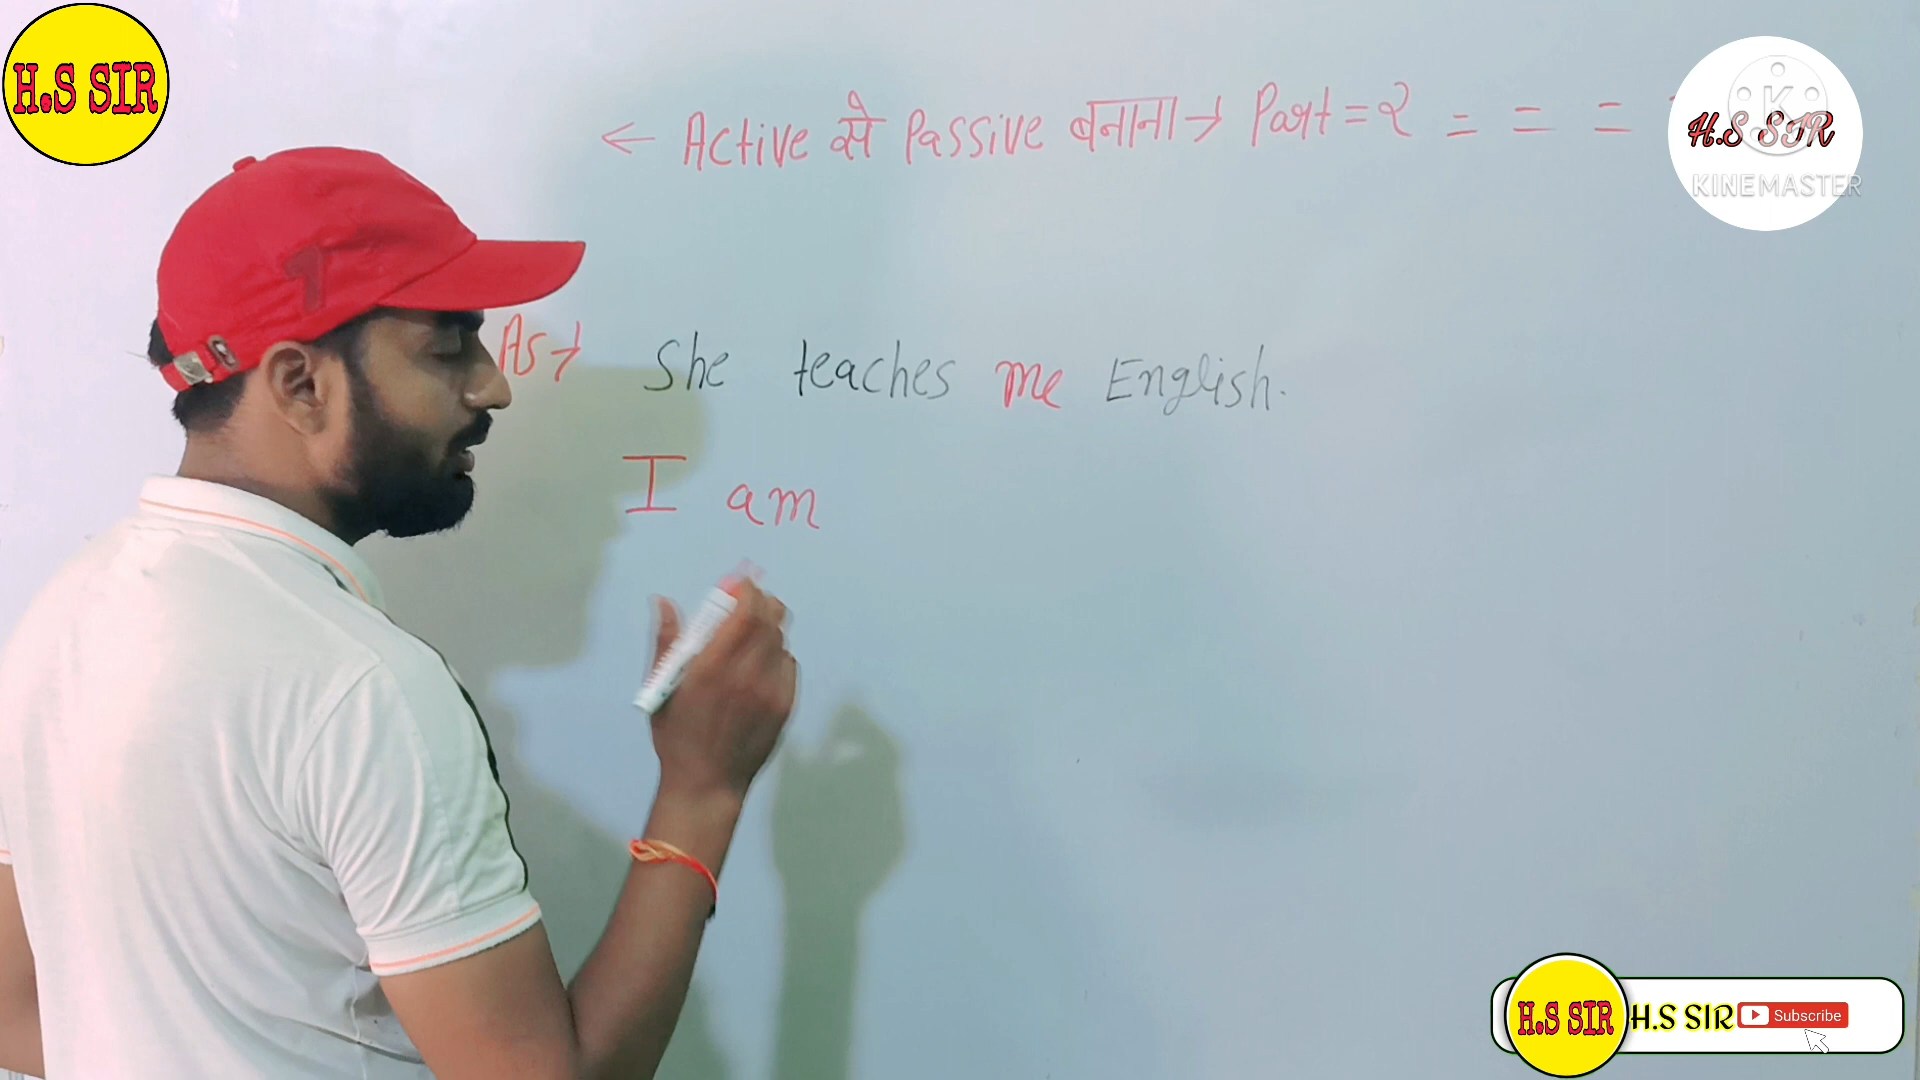 H.S SIR
← Active से Passive बनाना → Part = २ = = =
H.S SIR
KINEMASTER
As → She teaches me English.
I am
H.S SIR
H.S SIR
Subscribe